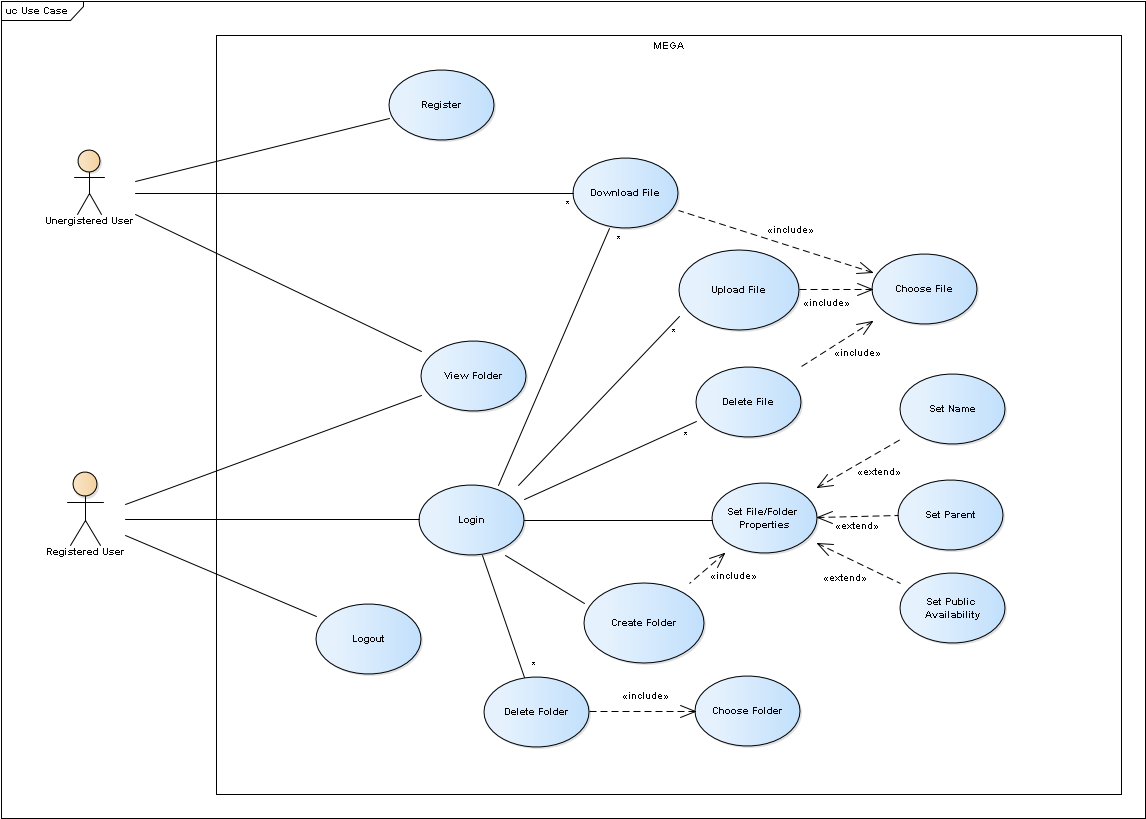 uc Use Case
MEGA
Register
Unergistered User
Download File
*
*
«include»
Upload File
*
«include»
Choose File
«include»
View Folder
Delete File
*
Set Name
«extend»
Registered User
Login
Set File/Folder
Properties
Set Parent
«extend»
«include»
«extend»
Set Public
Availability
Create Folder
Logout
*
Delete Folder
«include»
Choose Folder